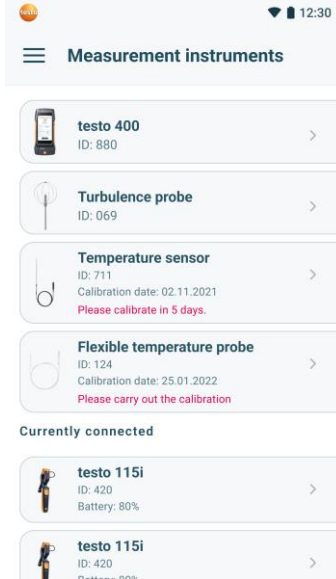 testo
12:30
Measurement instruments
testo 400
ID: 880
Turbulence probe
ID: 069
Temperature sensor
ID: 711
Calibration date: 02.11.2021
Please calibrate in 5 days.
Flexible temperature probe
ID: 124
Calibration date: 25.01.2022
Please carry out the calibration
Currently connected
testo 115i
ID: 420
Battery: 80%
testo 115i
ID: 420
Battery: 80%